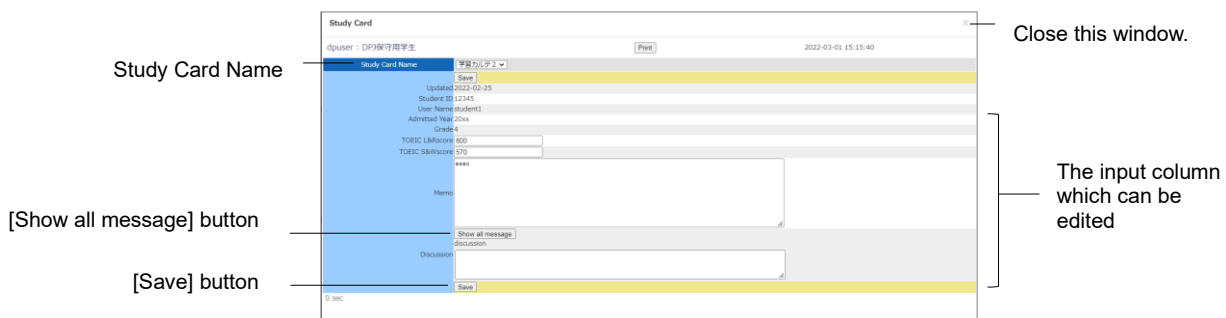 Study Card
×
Close this window.
dpuser : DPJ保守用学生
Print
2022-03-01 15:15:40
Study Card Name
Study Card Name
学習カルテ2
Save
Updated 2022-02-25
Student ID 12345
User Name student1
Admitted Year 20xx
Grade 4
TOEIC L&Rscore 600
TOEIC S&Wscore 570
Memo
The input column
which can be
edited
[Show all message] button
Show all message
discussion
Discussion
[Save] button
Save
0 sec